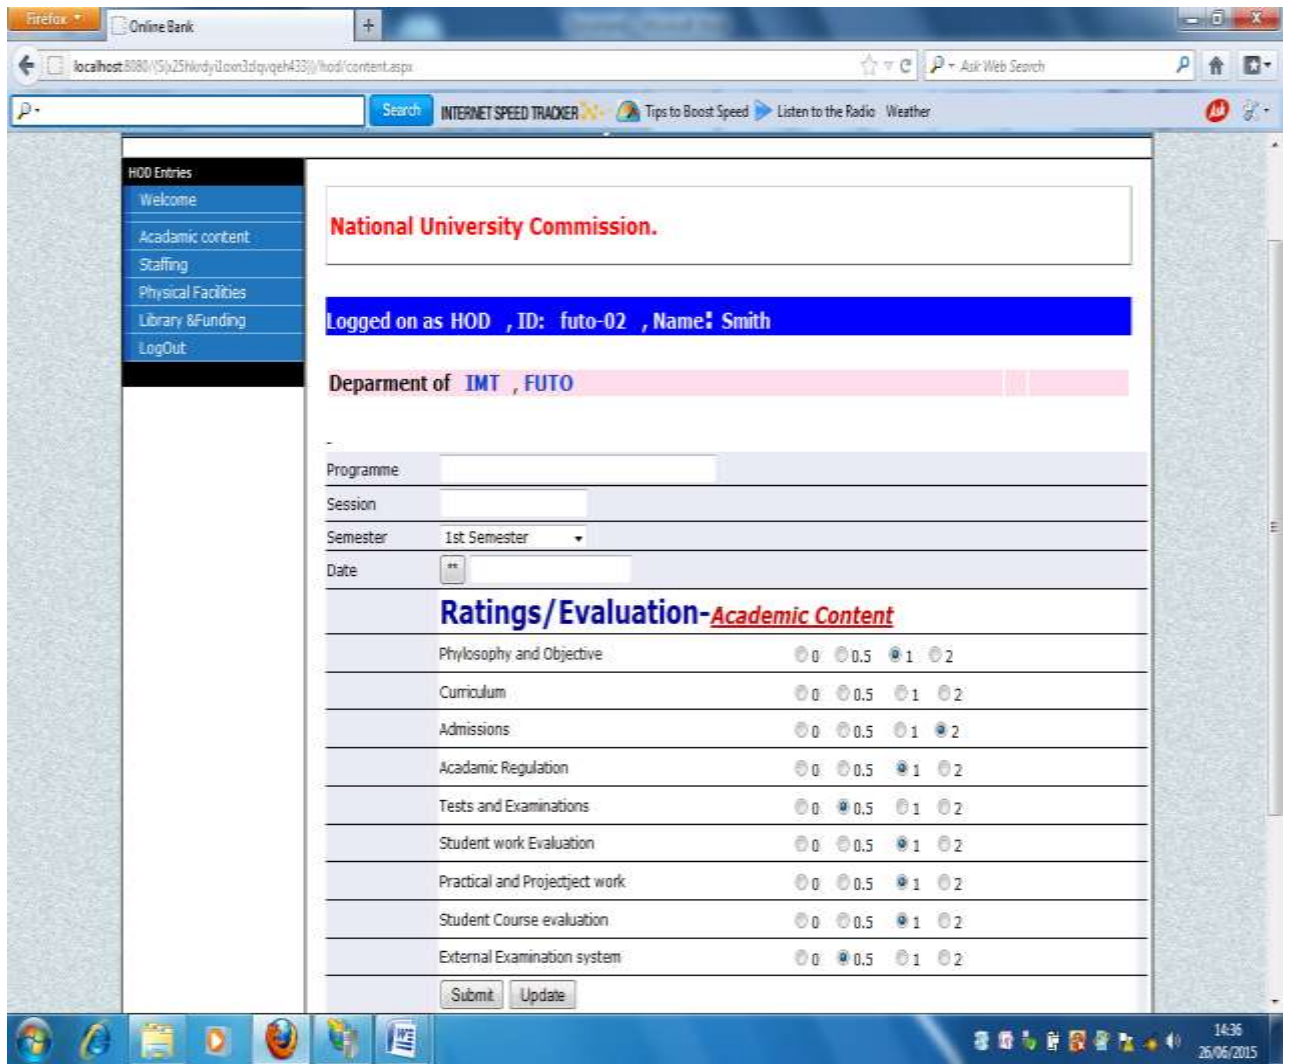 Firefox
Online Bank
+
Ask Web Search
Search INTERNET SPEED TRACKER Tips to Boost Speed Listen to the Radio Weather
HOD Entries
Welcome
Acadamic content
Staffing
Physical Facilities
Library &Funding
LogOut
National University Commission.
Logged on as HOD , ID: futo-02 , Name: Smith
Deparment of IMT , FUTO
-
Programme
Session
Semester 1st Semester
Date **
Ratings/Evaluation-Academic Content
Phylosophy and Objective 0 0.5 1 2
Curriculum 0 0.5 1 2
Admissions 0 0.5 1 2
Acadamic Regulation 0 0.5 1 2
Tests and Examinations 0 0.5 1 2
Student work Evaluation 0 0.5 1 2
Practical and Projectject work 0 0.5 1 2
Student Course evaluation 0 0.5 1 2
External Examination system 0 0.5 1 2
Submit Update
14:36
26/06/2015